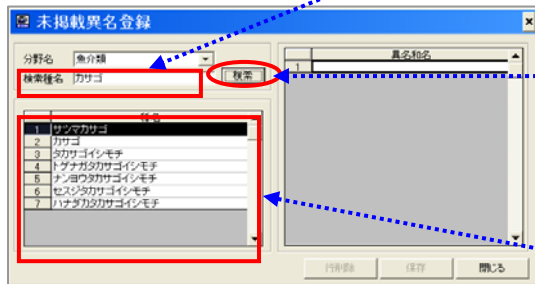 未掲載異名登録
分野名 魚介類
検索種名 カサゴ
検索
種名
1 サツマカサゴ
2 カサゴ
3 タカサゴイシモチ
4 トゲナガタカサゴイシモチ
5 ナンヨウタカサゴイシモチ
6 セスジタカサゴイシモチ
7 ハナダカタカサゴイシモチ
異名和名
1
行削除 保存 閉じる